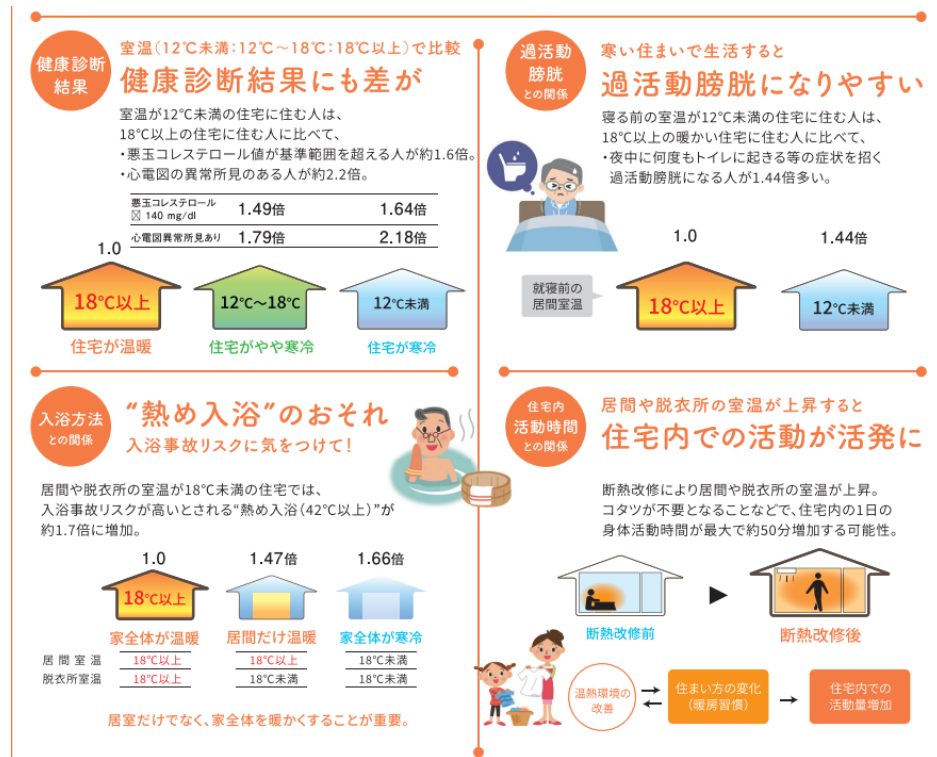 健康診断
結果
室温(12℃未満:12℃～18℃:18℃以上)で比較
健康診断結果にも差が
室温が12℃未満の住宅に住む人は、
18℃以上の住宅に住む人に比べて、
・悪玉コレステロール値が基準範囲を超える人が約1.6倍。
・心電図の異常所見のある人が約2.2倍。
悪玉コレステロール 1.49倍 1.64倍
140 mg/dl
心電図異常所見あり 1.79倍 2.18倍
1.0
18℃以上 12℃～18℃ 12℃未満
住宅が温暖 住宅がやや寒冷 住宅が寒冷
過活動
膀胱
との関係
寒い住まいで生活すると
過活動膀胱になりやすい
寝る前の室温が12℃未満の住宅に住む人は、
18℃以上の暖かい住宅に住む人に比べて、
・夜中に何度もトイレに起きる等の症状を招く
過活動膀胱になる人が1.44倍多い。
1.0 1.44倍
就寝前の
居間室温
18℃以上 12℃未満
入浴方法
との関係
“熱め入浴”のおそれ
入浴事故リスクに気をつけて!
居間や脱衣所の室温が18℃未満の住宅では、
入浴事故リスクが高いとされる“熱め入浴(42℃以上)”が
約1.7倍に増加。
1.0 1.47倍 1.66倍
18℃以上
家全体が温暖 居間だけ温暖 家全体が寒冷
居間室温 18℃以上 18℃以上 18℃未満
脱衣所室温 18℃以上 18℃未満 18℃未満
居室だけでなく、家全体を暖かくすることが重要。
住宅内
活動時間
との関係
居間や脱衣所の室温が上昇すると
住宅内での活動が活発に
断熱改修により居間や脱衣所の室温が上昇。
コタツが不要となることなどで、住宅内の1日の
身体活動時間が最大で約50分増加する可能性。
断熱改修前 断熱改修後
温熱環境の
改善
住まい方の変化
(暖房習慣)
住宅内での
活動量増加